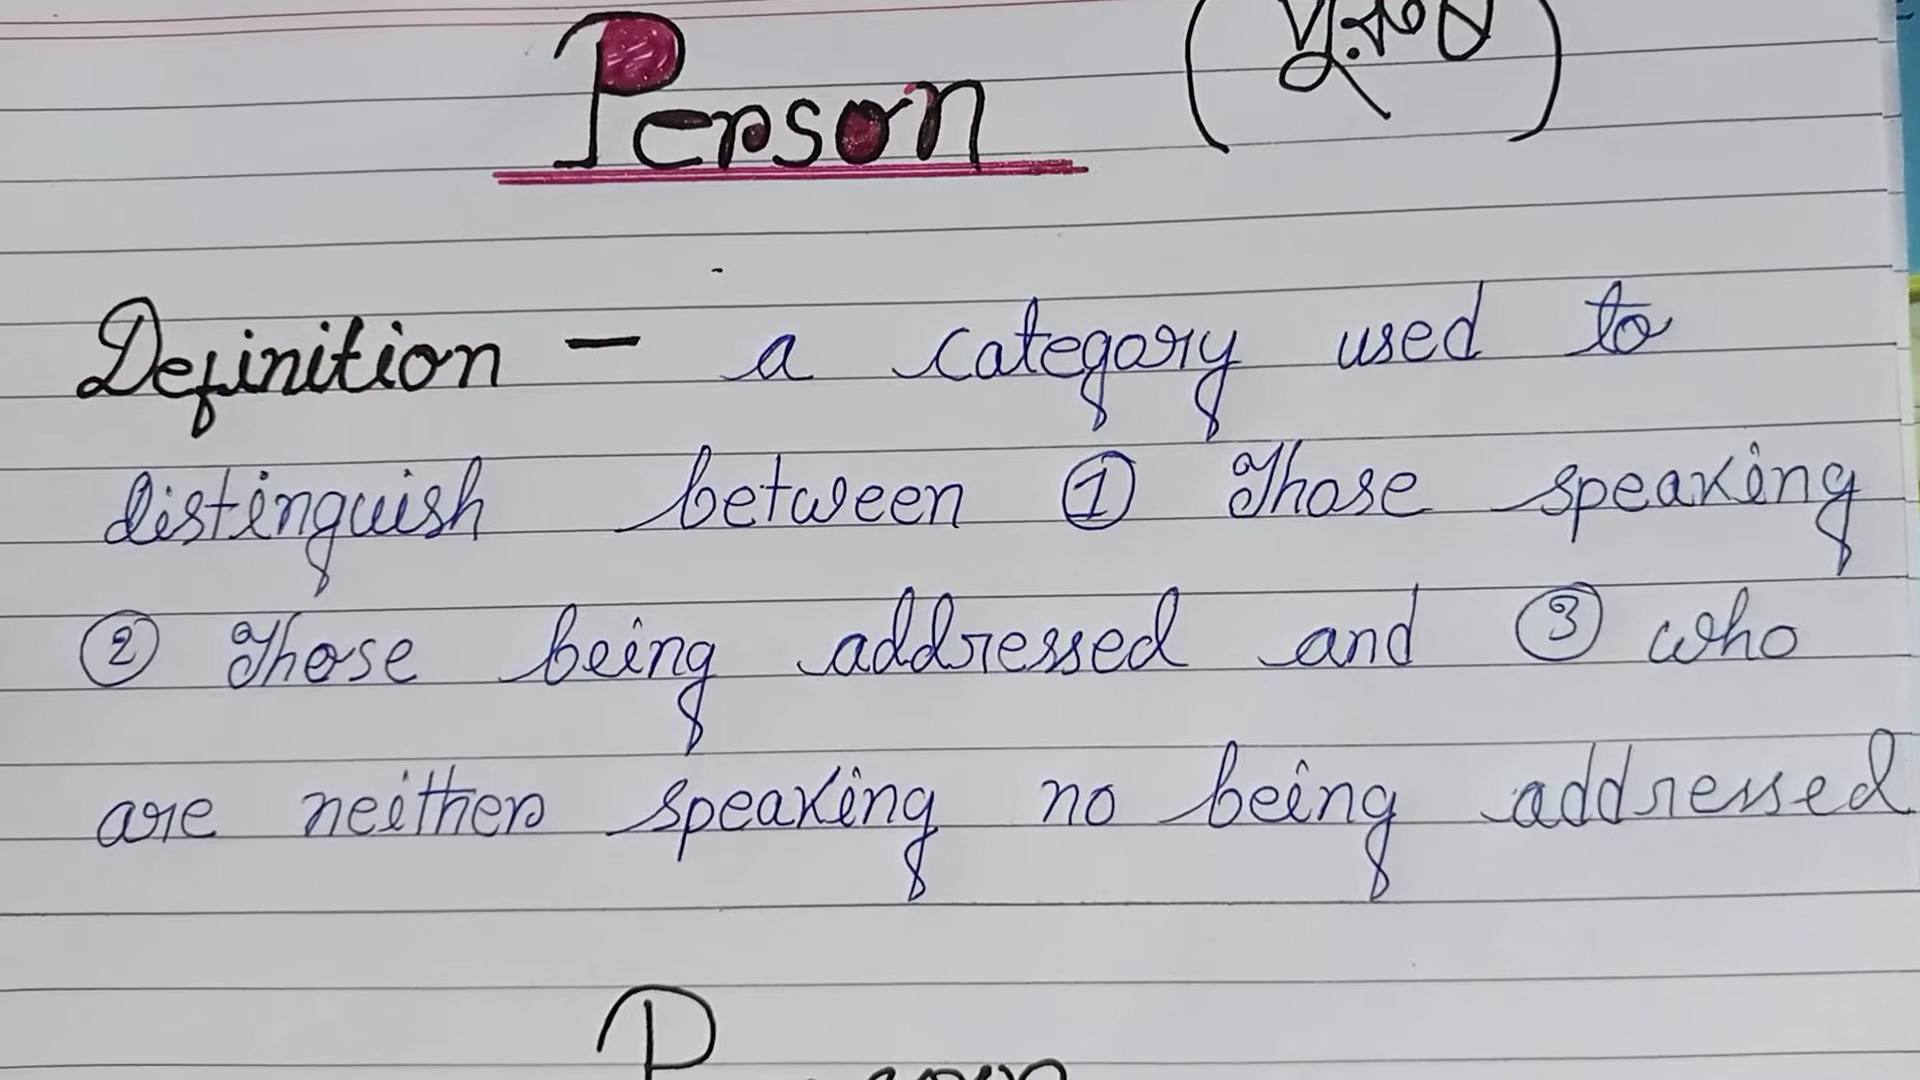 Person (পুরুষ)
Definition – a category used to
distinguish between ① Those speaking
② Those being addressed and ③ who
are neither speaking no being addressed